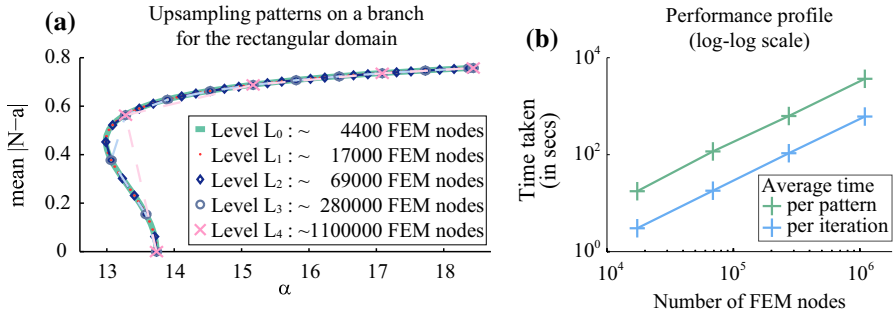 (a)
Upsampling patterns on a branch
for the rectangular domain
mean |N−a|
0.8
0.6
0.4
0.2
0
Level L₀ : ~ 4400 FEM nodes
Level L₁ : ~ 17000 FEM nodes
Level L₂ : ~ 69000 FEM nodes
Level L₃ : ~ 280000 FEM nodes
Level L₄ : ~1100000 FEM nodes
13 14 15 16 17 18
α
(b)
Performance profile
(log-log scale)
Time taken
(in secs)
10⁴
10²
10⁰
Average time
per pattern
per iteration
10⁴ 10⁵ 10⁶
Number of FEM nodes